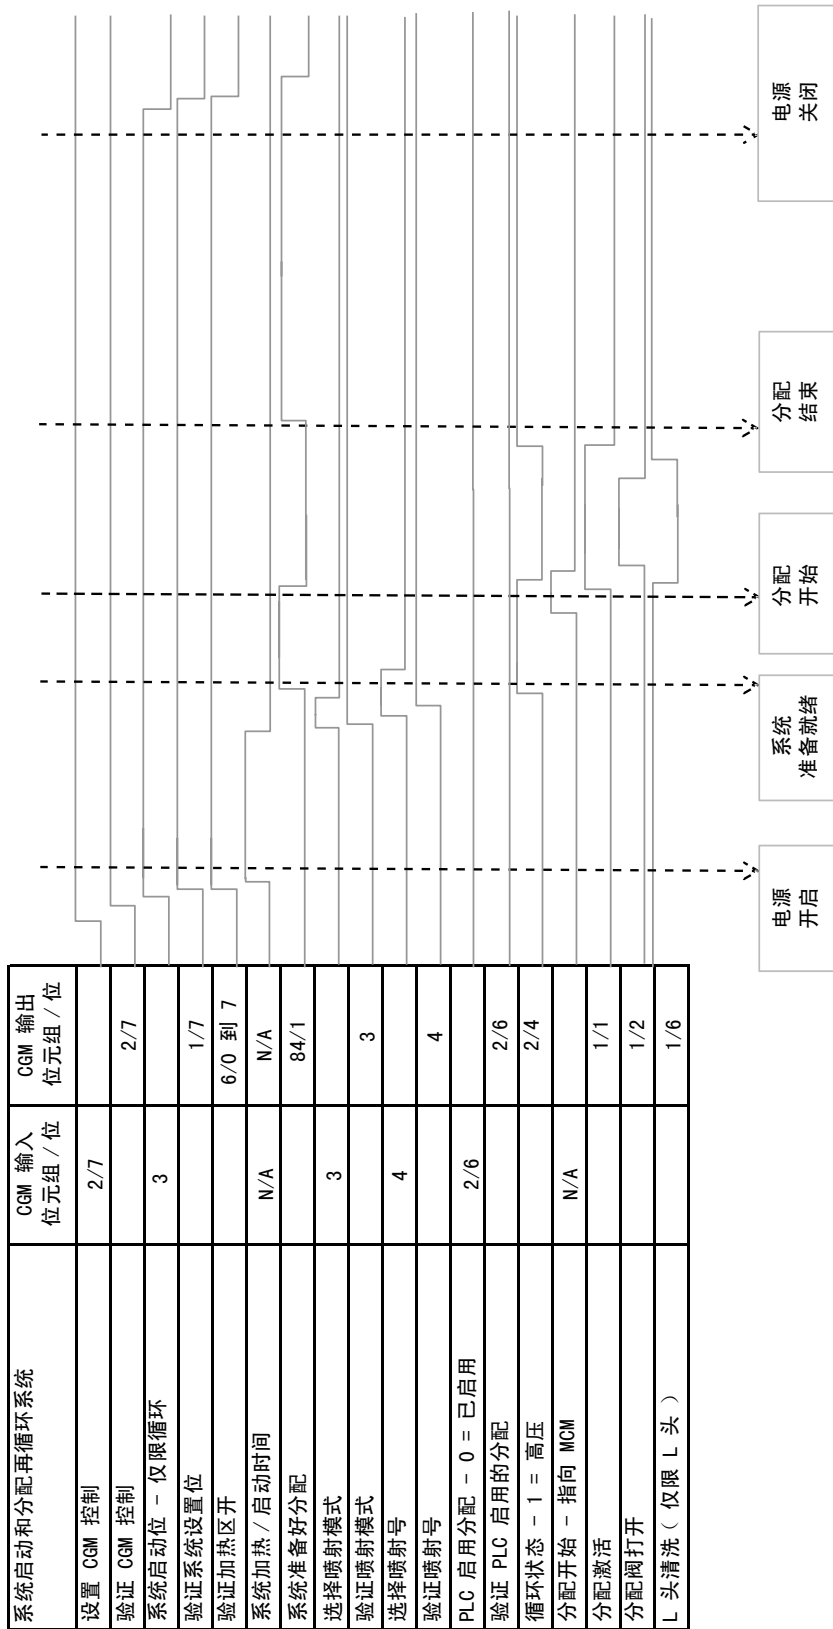 系统启动和分配再循环系统
CGM 输入
位元组 / 位
CGM 输出
位元组 / 位
设置 CGM 控制
2/7
验证 CGM 控制
2/7
系统启动位 - 仅限循环
3
验证系统设置位
1/7
验证加热区开
6/0 到 7
系统加热 / 启动时间
N/A
N/A
系统准备好分配
84/1
选择喷射模式
3
验证喷射模式
3
选择喷射号
4
验证喷射号
4
PLC 启用分配 - 0 = 已启用
2/6
验证 PLC 启用的分配
2/6
循环状态 - 1 = 高压
2/4
分配开始 - 指向 MCM
N/A
分配激活
1/1
分配阀打开
1/2
L 头清洗（ 仅限 L 头 ）
1/6
电源
开启
系统
准备就绪
分配
开始
分配
结束
电源
关闭